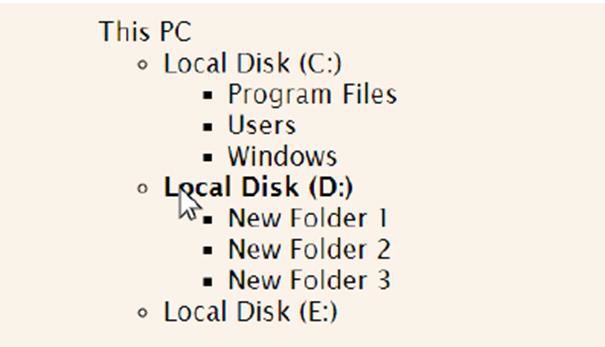 This PC
Local Disk (C:)
Program Files
Users
Windows
Local Disk (D:)
New Folder 1
New Folder 2
New Folder 3
Local Disk (E:)